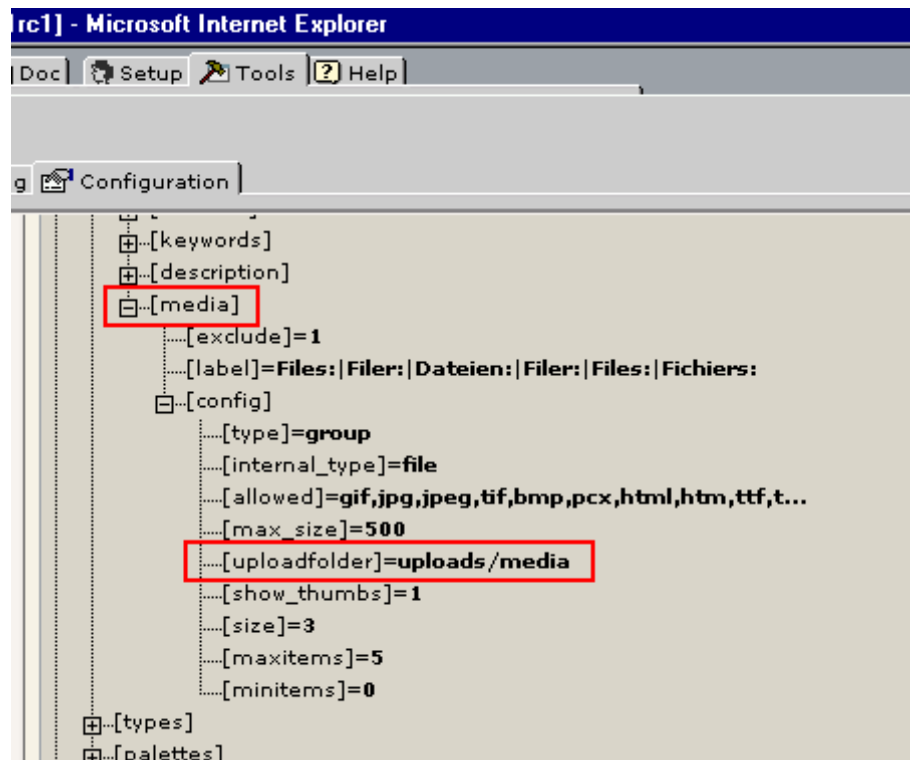 rc1] - Microsoft Internet Explorer
Doc Setup Tools Help
g Configuration
[keywords]
[description]
[media]
[exclude]=1
[label]=Files:|Filer:|Dateien:|Filer:|Files:|Fichiers:
[config]
[type]=group
[internal_type]=file
[allowed]=gif,jpg,jpeg,tif,bmp,pcx,html,htm,ttf,t...
[max_size]=500
[uploadfolder]=uploads/media
[show_thumbs]=1
[size]=3
[maxitems]=5
[minitems]=0
[types]
[palettes]